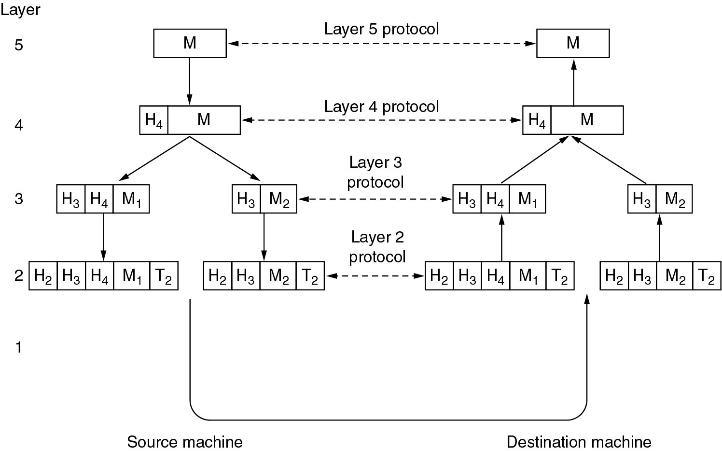 Layer
5 M Layer 5 protocol M
4 H4 M Layer 4 protocol H4 M
Layer 3
protocol
3 H3 H4 M1 H3 M2 H3 H4 M1 H3 M2
Layer 2
protocol
2 H2 H3 H4 M1 T2 H2 H3 M2 T2 H2 H3 H4 M1 T2 H2 H3 M2 T2
1
Source machine Destination machine